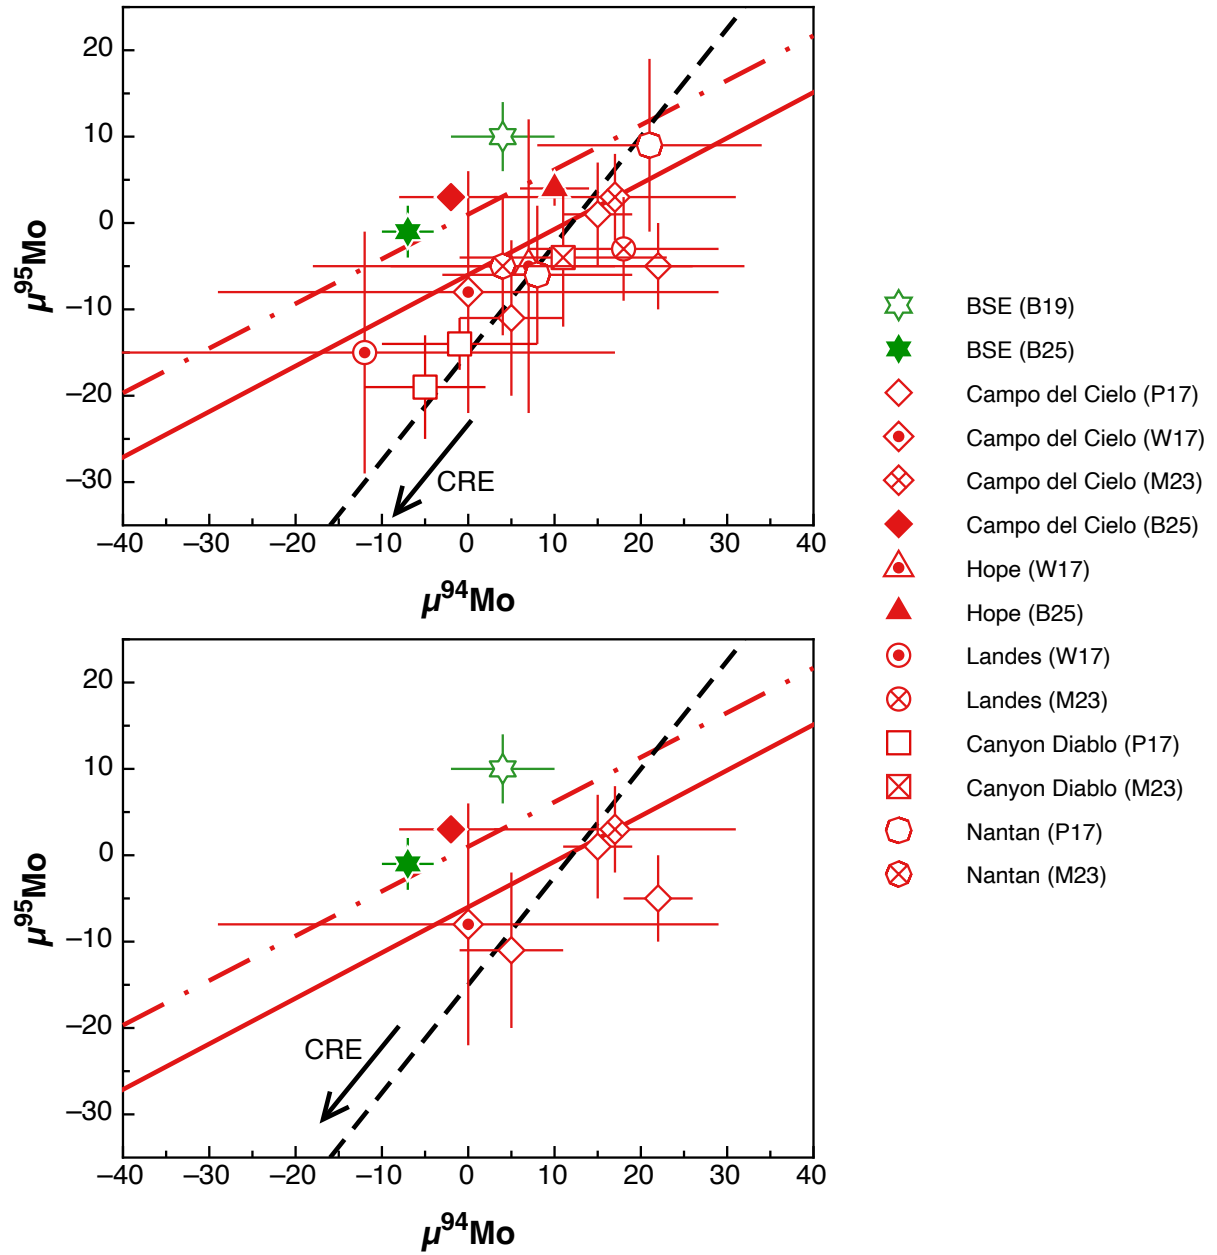 20
10
0
–10
–20
–30
μ⁹⁵Mo
CRE
–40 –30 –20 –10 0 10 20 30 40
μ⁹⁴Mo
BSE (B19)
BSE (B25)
Campo del Cielo (P17)
Campo del Cielo (W17)
Campo del Cielo (M23)
Campo del Cielo (B25)
Hope (W17)
Hope (B25)
Landes (W17)
Landes (M23)
Canyon Diablo (P17)
Canyon Diablo (M23)
Nantan (P17)
Nantan (M23)
20
10
0
–10
–20
–30
μ⁹⁵Mo
CRE
–40 –30 –20 –10 0 10 20 30 40
μ⁹⁴Mo